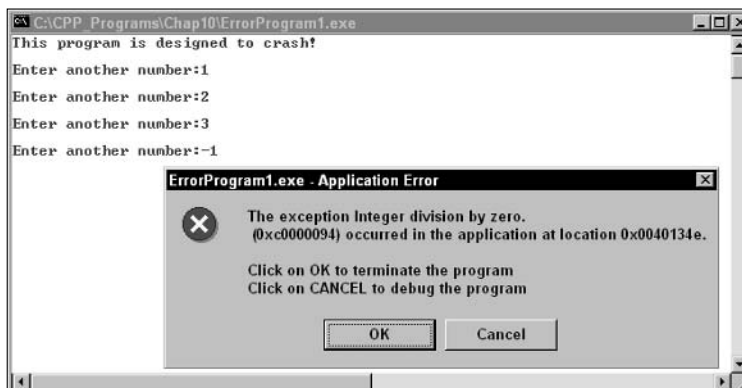 C:\CPP_Programs\Chap10\ErrorProgram1.exe
This program is designed to crash!
Enter another number:1
Enter another number:2
Enter another number:3
Enter another number:-1
ErrorProgram1.exe - Application Error
The exception Integer division by zero.
(0xc0000094) occurred in the application at location 0x0040134e.
Click on OK to terminate the program
Click on CANCEL to debug the program
OK
Cancel